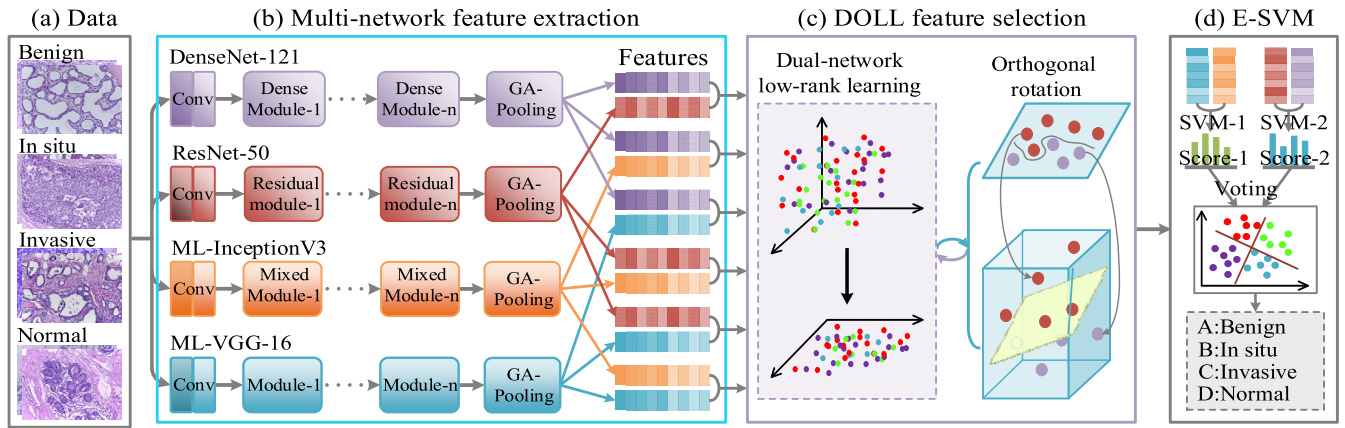 (a) Data
Benign
In situ
Invasive
Normal
(b) Multi-network feature extraction
DenseNet-121
Conv
Dense
Module-1
Dense
Module-n
GA-
Pooling
ResNet-50
Conv
Residual
module-1
Residual
module-n
GA-
Pooling
ML-InceptionV3
Conv
Mixed
Module-1
Mixed
Module-n
GA-
Pooling
ML-VGG-16
Conv
Module-1
Module-n
GA-
Pooling
Features
(c) DOLL feature selection
Dual-network
low-rank learning
Orthogonal
rotation
(d) E-SVM
SVM-1
SVM-2
Score-1
Score-2
Voting
A:Benign
B:In situ
C:Invasive
D:Normal